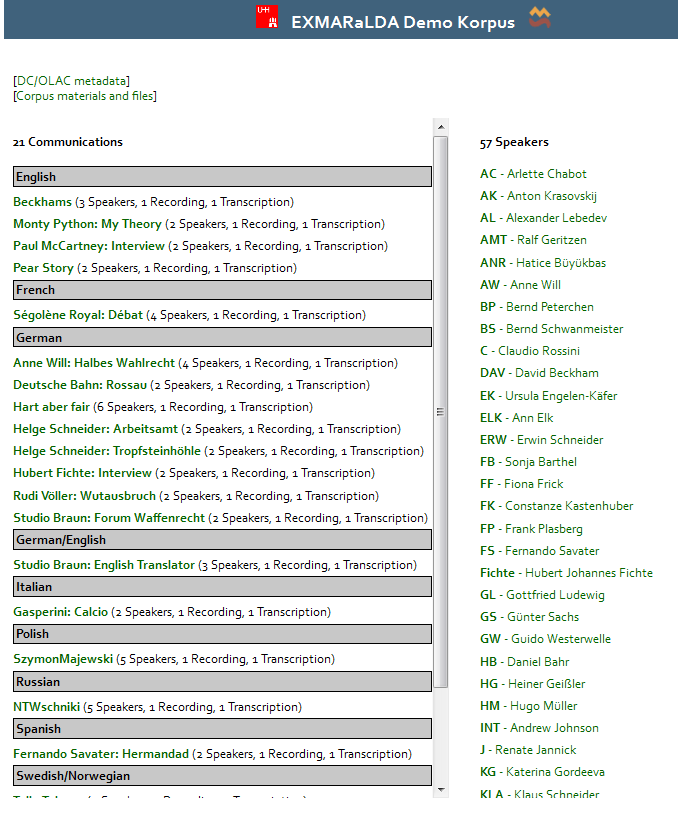 UHH
EXMARaLDA Demo Korpus
[DC/OLAC metadata]
[Corpus materials and files]
21 Communications
English
Beckhams (3 Speakers, 1 Recording, 1 Transcription)
Monty Python: My Theory (2 Speakers, 1 Recording, 1 Transcription)
Paul McCartney: Interview (2 Speakers, 1 Recording, 1 Transcription)
Pear Story (2 Speakers, 1 Recording, 1 Transcription)
French
Ségolène Royal: Débat (4 Speakers, 1 Recording, 1 Transcription)
German
Anne Will: Halbes Wahlrecht (4 Speakers, 1 Recording, 1 Transcription)
Deutsche Bahn: Rossau (2 Speakers, 1 Recording, 1 Transcription)
Hart aber fair (6 Speakers, 1 Recording, 1 Transcription)
Helge Schneider: Arbeitsamt (2 Speakers, 1 Recording, 1 Transcription)
Helge Schneider: Tropfsteinhöhle (2 Speakers, 1 Recording, 1 Transcription)
Hubert Fichte: Interview (2 Speakers, 1 Recording, 1 Transcription)
Rudi Völler: Wutausbruch (2 Speakers, 1 Recording, 1 Transcription)
Studio Braun: Forum Waffenrecht (2 Speakers, 1 Recording, 1 Transcription)
German/English
Studio Braun: English Translator (3 Speakers, 1 Recording, 1 Transcription)
Italian
Gasperini: Calcio (2 Speakers, 1 Recording, 1 Transcription)
Polish
SzymonMajewski (5 Speakers, 1 Recording, 1 Transcription)
Russian
NTWschniki (5 Speakers, 1 Recording, 1 Transcription)
Spanish
Fernando Savater: Hermandad (2 Speakers, 1 Recording, 1 Transcription)
Swedish/Norwegian
57 Speakers
AC - Arlette Chabot
AK - Anton Krasovskij
AL - Alexander Lebedev
AMT - Ralf Geritzen
ANR - Hatice Büyükbas
AW - Anne Will
BP - Bernd Peterchen
BS - Bernd Schwanmeister
C - Claudio Rossini
DAV - David Beckham
EK - Ursula Engelen-Käfer
ELK - Ann Elk
ERW - Erwin Schneider
FB - Sonja Barthel
FF - Fiona Frick
FK - Constanze Kastenhuber
FP - Frank Plasberg
FS - Fernando Savater
Fichte - Hubert Johannes Fichte
GL - Gottfried Ludewig
GS - Günter Sachs
GW - Guido Westerwelle
HB - Daniel Bahr
HG - Heiner Geißler
HM - Hugo Müller
INT - Andrew Johnson
J - Renate Jannick
KG - Katerina Gordeeva
KLA - Klaus Schneider